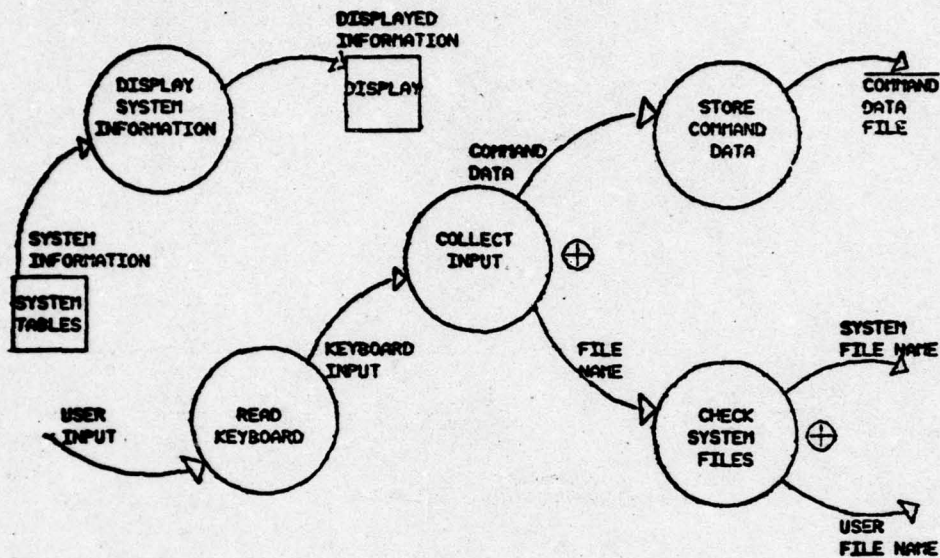 DISPLAYED
INFORMATION
DISPLAY
SYSTEM
INFORMATION
DISPLAY
STORE
COMMAND
DATA
COMMAND
DATA
FILE
COMMAND
DATA
COLLECT
INPUT
SYSTEM
INFORMATION
SYSTEM
TABLES
KEYBOARD
INPUT
FILE
NAME
SYSTEM
FILE NAME
USER
INPUT
READ
KEYBOARD
CHECK
SYSTEM
FILES
USER
FILE NAME